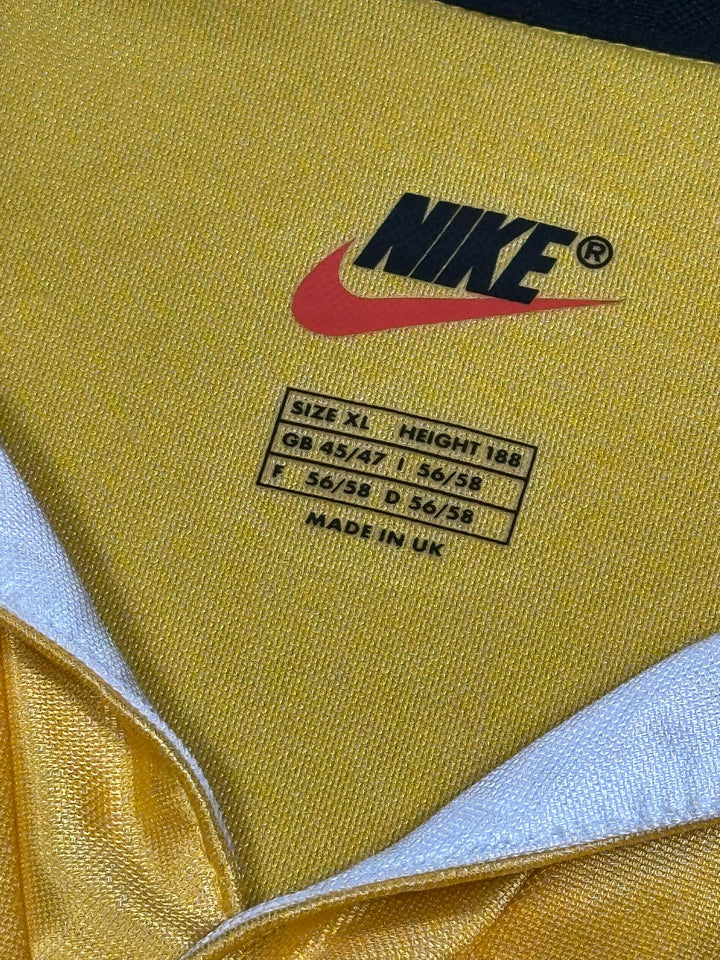 NIKE®
SIZE XL HEIGHT 188
GB 45/47 I 56/58
F 56/58 D 56/58
MADE IN UK